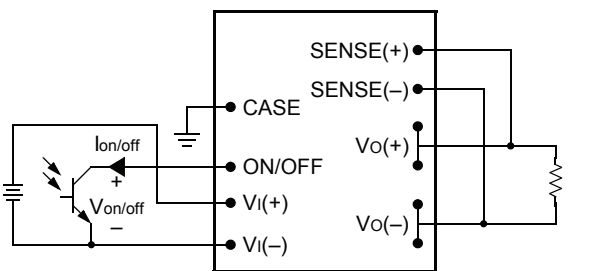 SENSE(+)
SENSE(–)
CASE
Ion/off
ON/OFF
VO(+)
+
Von/off
–
VI(+)
VO(–)
VI(–)